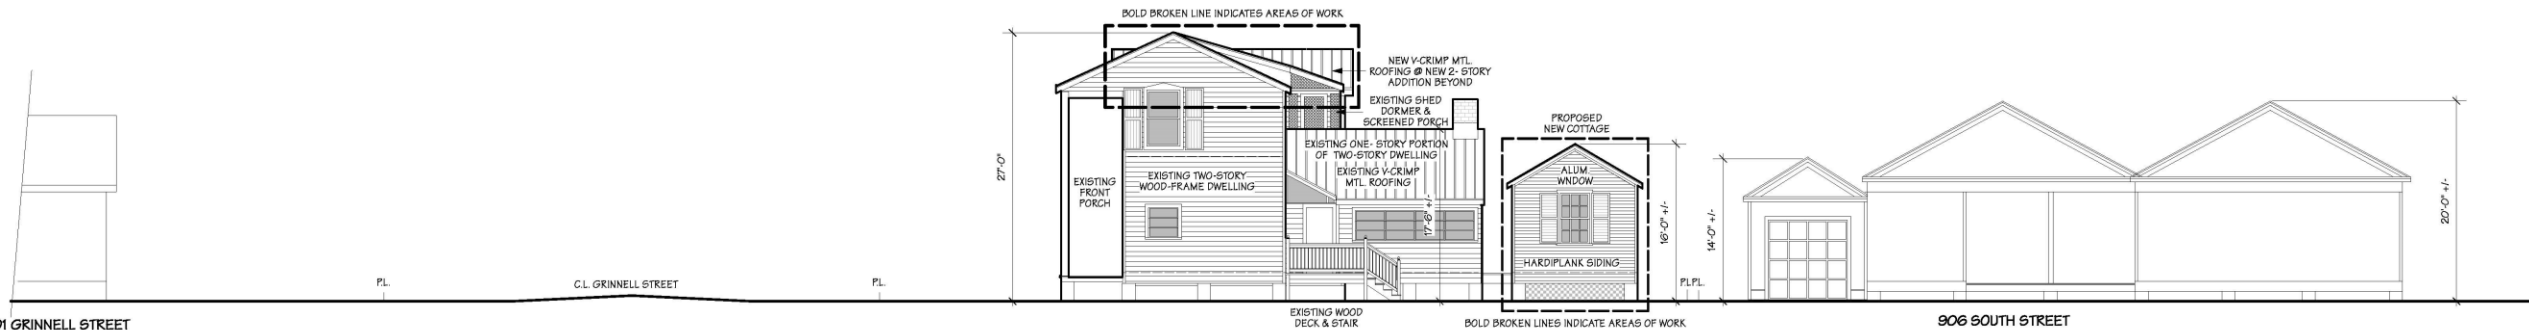 BOLD BROKEN LINE INDICATES AREAS OF WORK
27'-0"
NEW V-CRIMP MTL.
ROOFING @ NEW 2- STORY
ADDITION BEYOND
EXISTING SHED
DORMER &
SCREENED PORCH
EXISTING ONE- STORY PORTION
OF TWO-STORY DWELLING
EXISTING V-CRIMP
MTL. ROOFING
17'-6" +/-
EXISTING
FRONT
PORCH
EXISTING TWO-STORY
WOOD-FRAME DWELLING
PROPOSED
NEW COTTAGE
ALUM.
WNDOW
HARDIPLANK SIDING
16'-0" +/-
14'-0" +/-
20'-0" +/-
P.L.
C.L. GRINNELL STREET
P.L.
P.L.
P.L.
01 GRINNELL STREET
EXISTING WOOD
DECK & STAIR
BOLD BROKEN LINES INDICATE AREAS OF WORK
906 SOUTH STREET